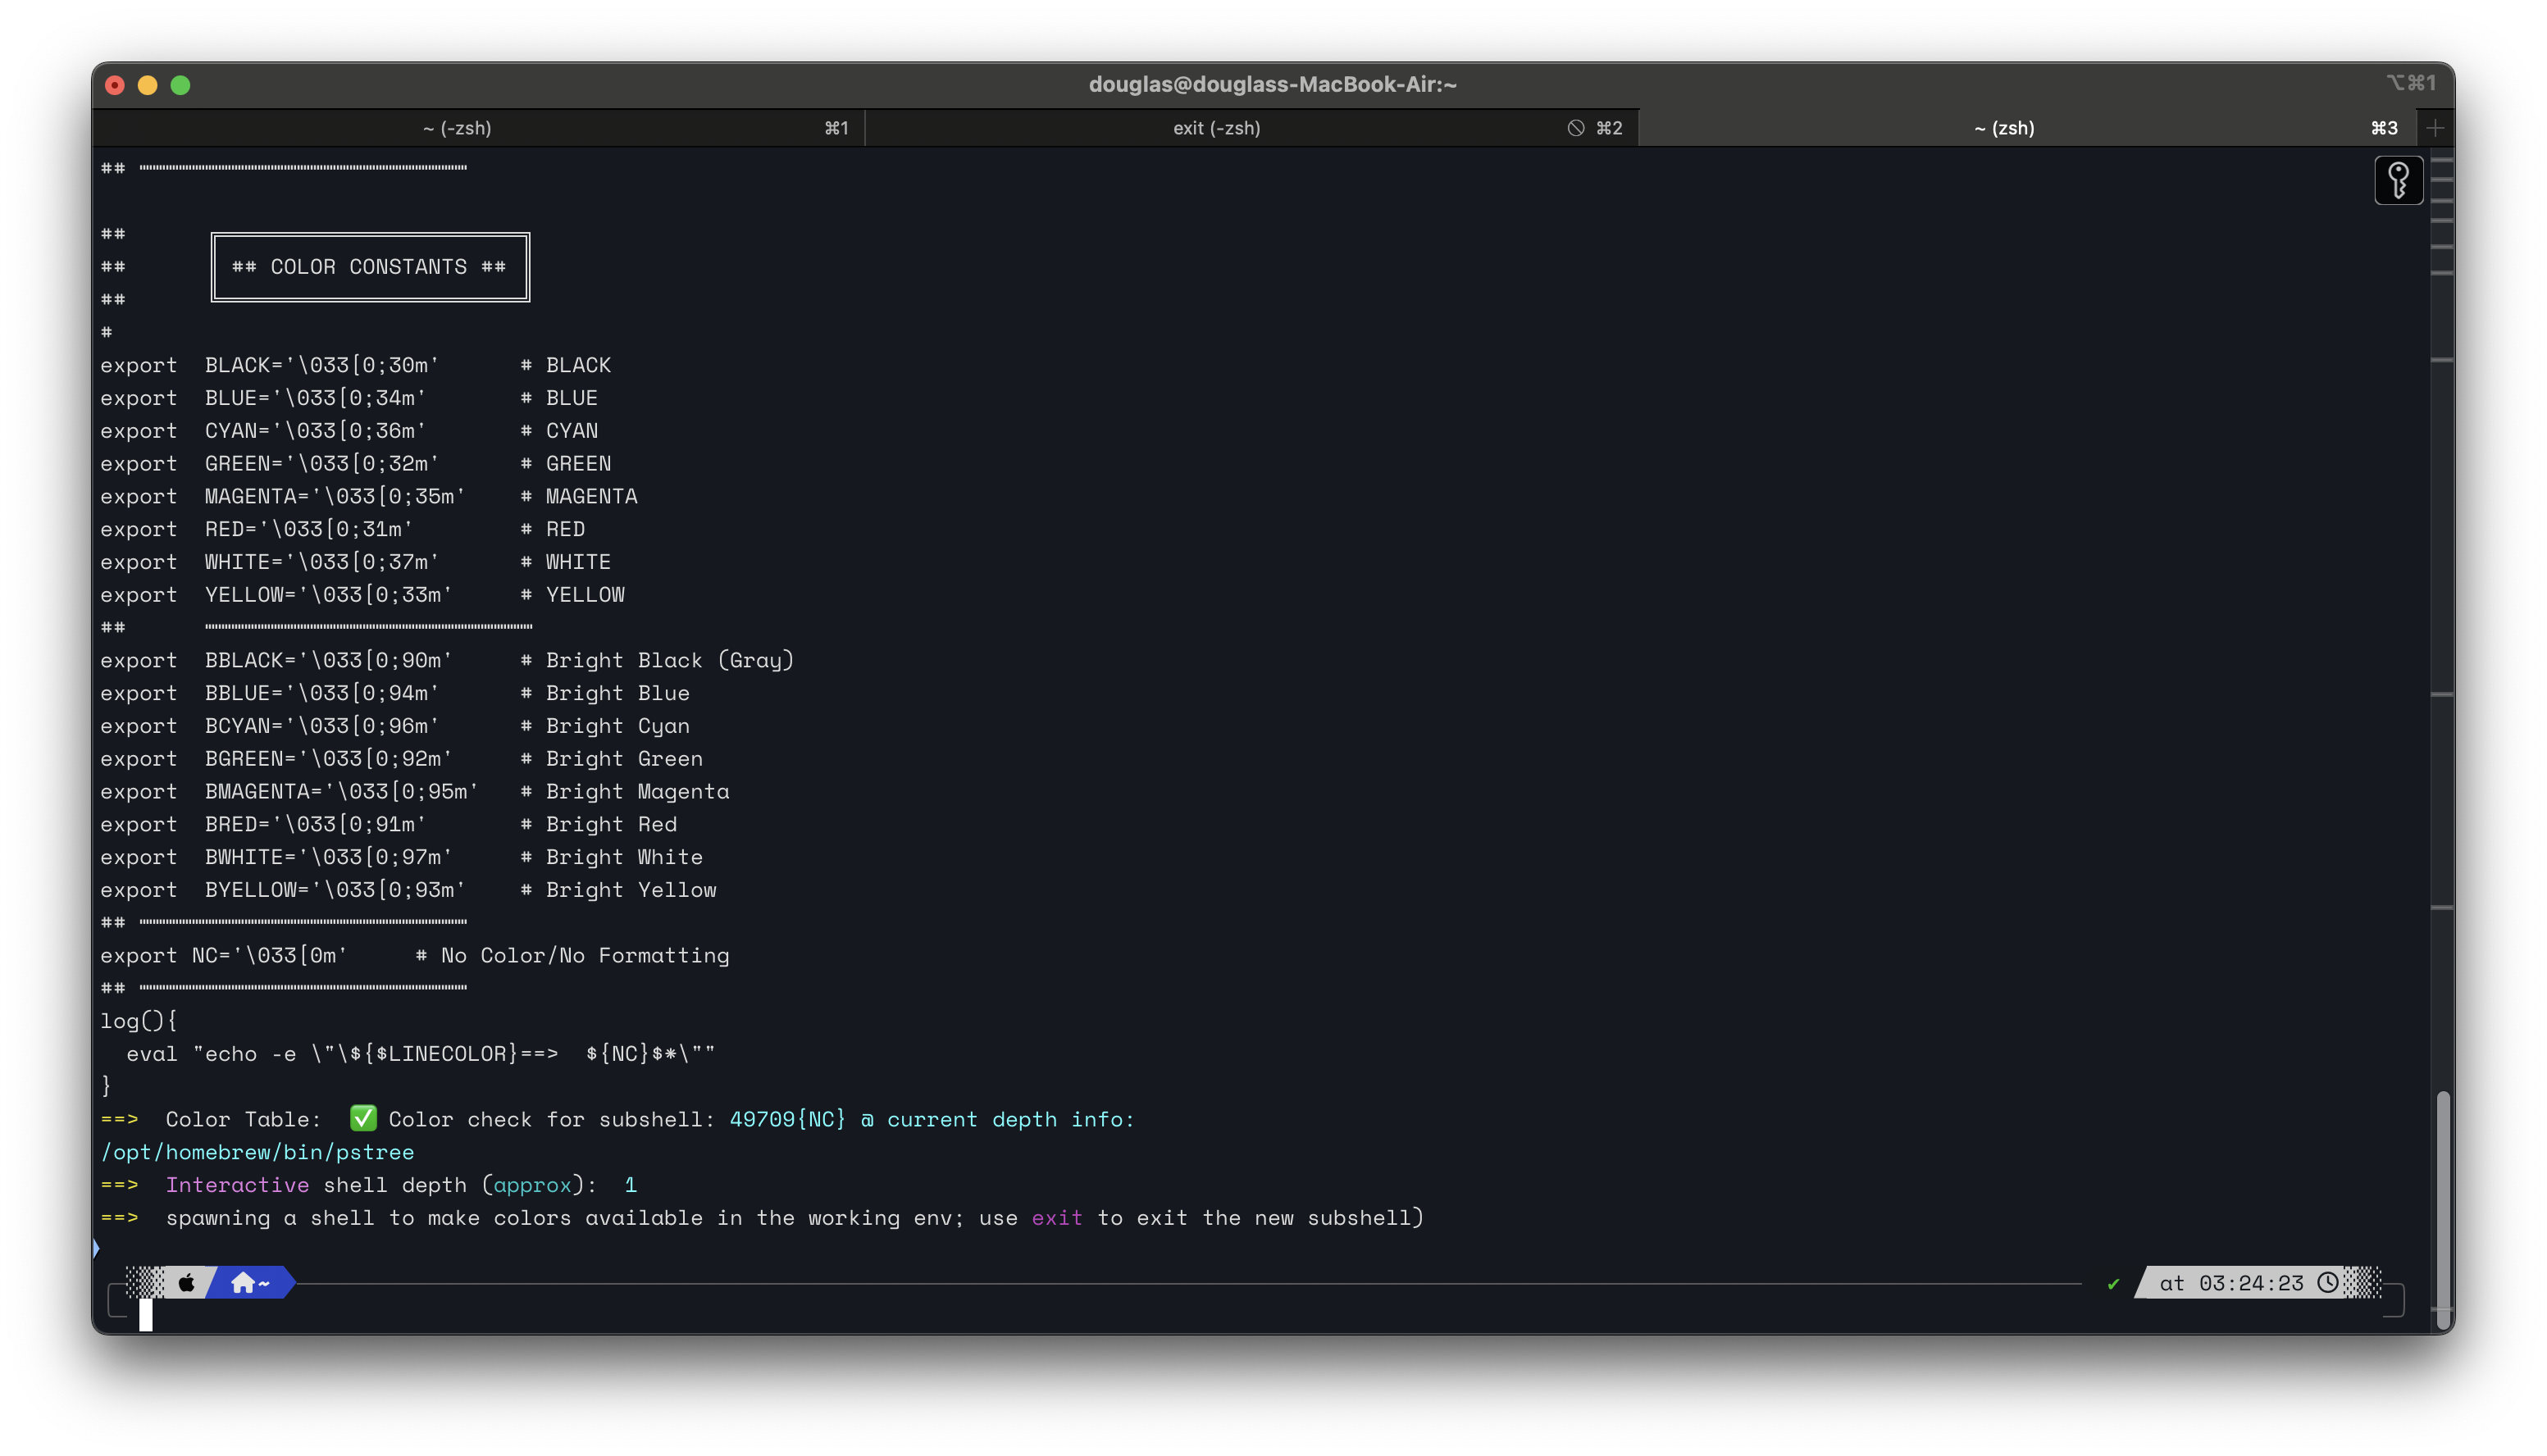 douglas@douglass-MacBook-Air:~
⌥⌘1
~ (-zsh) ⌘1
exit (-zsh) ⌘2
~ (zsh) ⌘3
##
##
## ## COLOR CONSTANTS ##
##
#
export  BLACK='\033[0;30m'      # BLACK
export  BLUE='\033[0;34m'       # BLUE
export  CYAN='\033[0;36m'       # CYAN
export  GREEN='\033[0;32m'      # GREEN
export  MAGENTA='\033[0;35m'    # MAGENTA
export  RED='\033[0;31m'        # RED
export  WHITE='\033[0;37m'      # WHITE
export  YELLOW='\033[0;33m'     # YELLOW
##
export  BBLACK='\033[0;90m'     # Bright Black (Gray)
export  BBLUE='\033[0;94m'      # Bright Blue
export  BCYAN='\033[0;96m'      # Bright Cyan
export  BGREEN='\033[0;92m'     # Bright Green
export  BMAGENTA='\033[0;95m'   # Bright Magenta
export  BRED='\033[0;91m'       # Bright Red
export  BWHITE='\033[0;97m'     # Bright White
export  BYELLOW='\033[0;93m'    # Bright Yellow
##
export NC='\033[0m'     # No Color/No Formatting
##
log(){
  eval "echo -e \"\${$LINECOLOR}==>  ${NC}$*\""
}
==>  Color Table:  ✅ Color check for subshell: 49709{NC} @ current depth info:
/opt/homebrew/bin/pstree
==>  Interactive shell depth (approx):  1
==>  spawning a shell to make colors available in the working env; use exit to exit the new subshell)
~ ✔ at 03:24:23